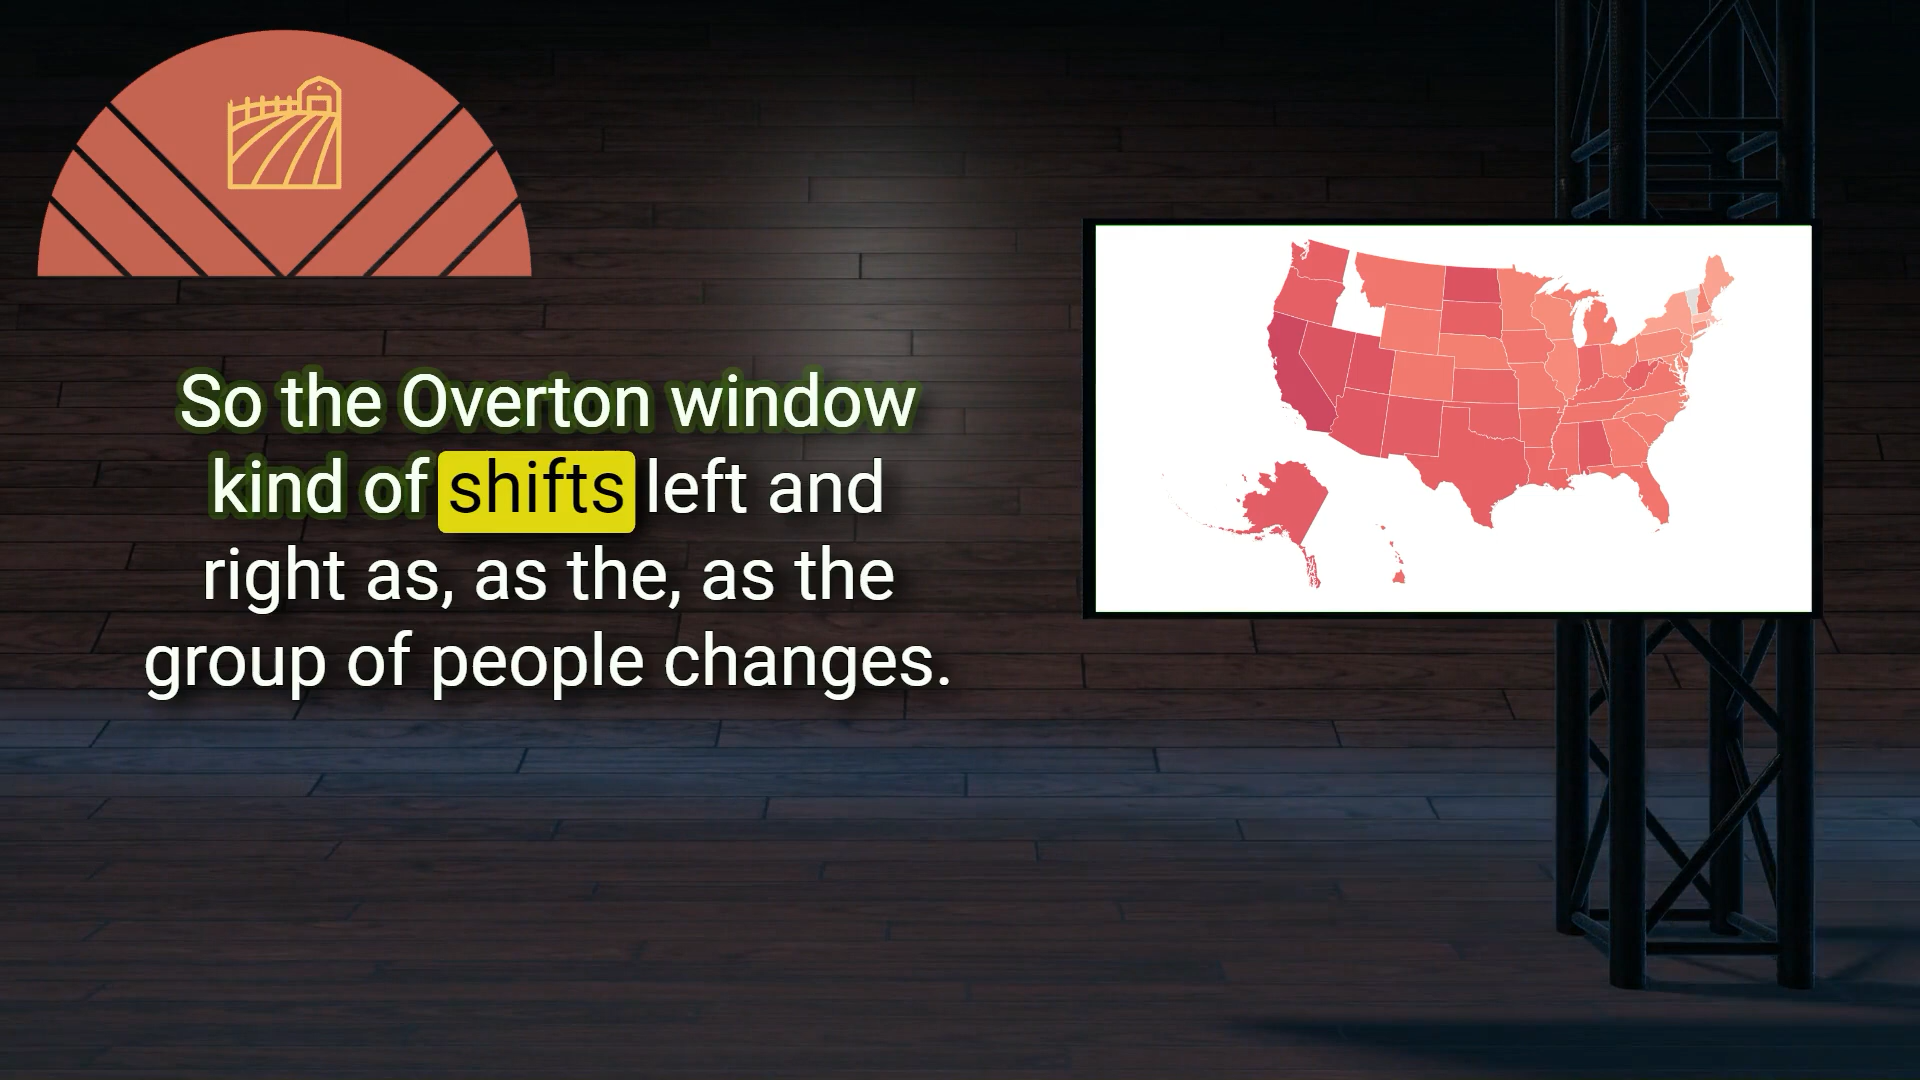 So the Overton window
kind of shifts left and
right as, as the, as the
group of people changes.